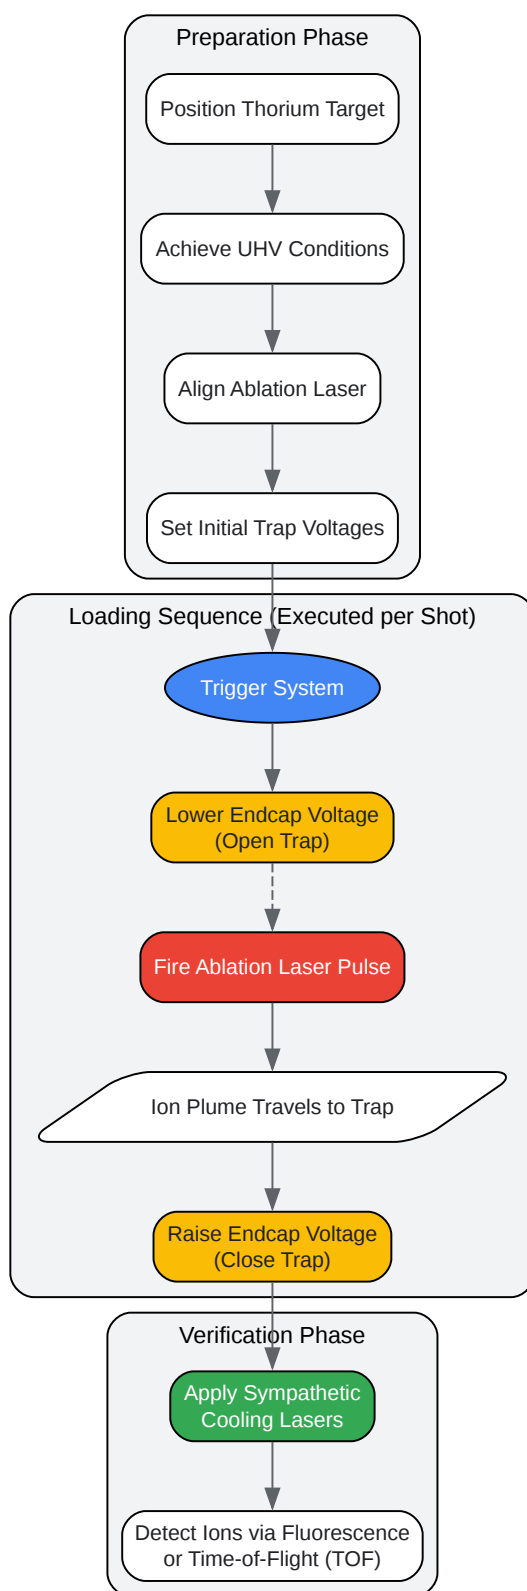 Preparation Phase
Position Thorium Target
Achieve UHV Conditions
Align Ablation Laser
Set Initial Trap Voltages
Loading Sequence (Executed per Shot)
Trigger System
Lower Endcap Voltage
(Open Trap)
Fire Ablation Laser Pulse
Ion Plume Travels to Trap
Raise Endcap Voltage
(Close Trap)
Verification Phase
Apply Sympathetic
Cooling Lasers
Detect Ions via Fluorescence
or Time-of-Flight (TOF)